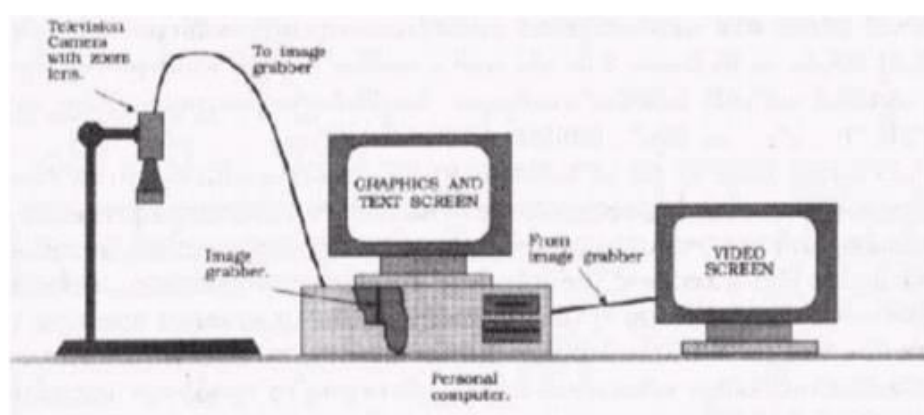 Television
Camera
with zoom
lens.
To image
grabber
GRAPHICS AND
TEXT SCREEN
Image
grabber.
From
image grabber
VIDEO
SCREEN
Personal
computer.